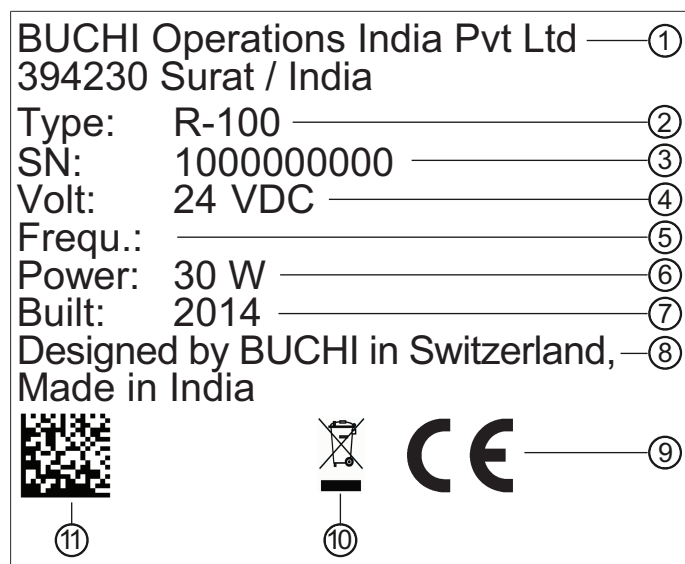 BUCHI Operations India Pvt Ltd ①
394230 Surat / India
Type: R-100 ②
SN: 1000000000 ③
Volt: 24 VDC ④
Frequ.: ⑤
Power: 30 W ⑥
Built: 2014 ⑦
Designed by BUCHI in Switzerland, ⑧
Made in India
CE ⑨
⑪ ⑩